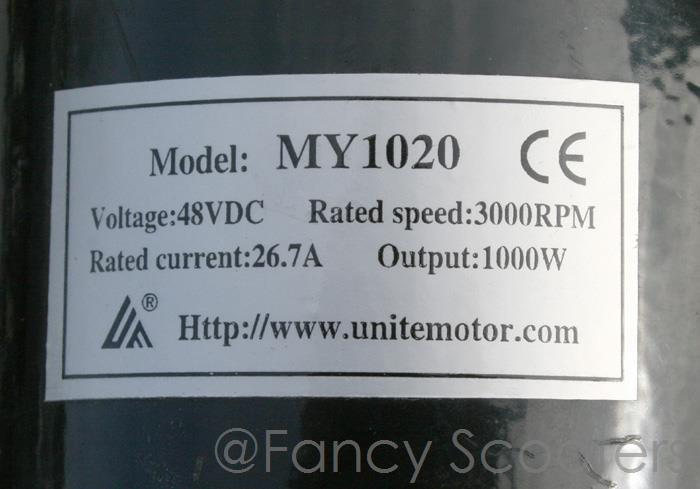 Model: MY1020 CE
Voltage:48VDC Rated speed:3000RPM
Rated current:26.7A Output:1000W
® Http://www.unitemotor.com
@Fancy Scooters